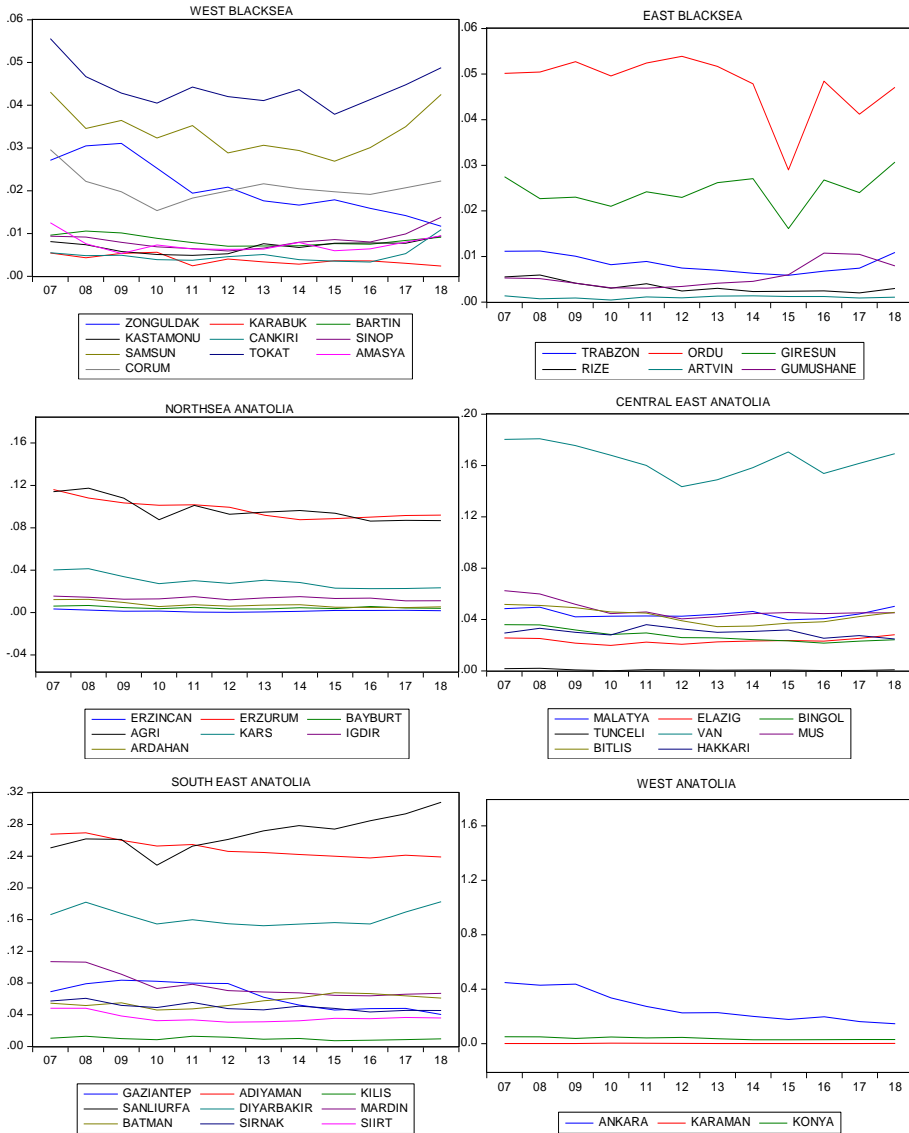 WEST BLACKSEA
.06
.05
.04
.03
.02
.01
.00
07 08 09 10 11 12 13 14 15 16 17 18
ZONGULDAK KARABUK BARTIN
KASTAMONU CANKIRI SINOP
SAMSUN TOKAT AMASYA
CORUM
EAST BLACKSEA
.06
.05
.04
.03
.02
.01
.00
07 08 09 10 11 12 13 14 15 16 17 18
TRABZON ORDU GIRESUN
RIZE ARTVIN GUMUSHANE
NORTHSEA ANATOLIA
.16
.12
.08
.04
.00
-.04
07 08 09 10 11 12 13 14 15 16 17 18
ERZINCAN ERZURUM BAYBURT
AGRI KARS IGDIR
ARDAHAN
CENTRAL EAST ANATOLIA
.20
.16
.12
.08
.04
.00
07 08 09 10 11 12 13 14 15 16 17 18
MALATYA ELAZIG BINGOL
TUNCELI VAN MUS
BITLIS HAKKARI
SOUTH EAST ANATOLIA
.32
.28
.24
.20
.16
.12
.08
.04
.00
07 08 09 10 11 12 13 14 15 16 17 18
GAZIANTEP ADIYAMAN KILIS
SANLIURFA DIYARBAKIR MARDIN
BATMAN SIRNAK SIIRT
WEST ANATOLIA
1.6
1.2
0.8
0.4
0.0
07 08 09 10 11 12 13 14 15 16 17 18
ANKARA KARAMAN KONYA